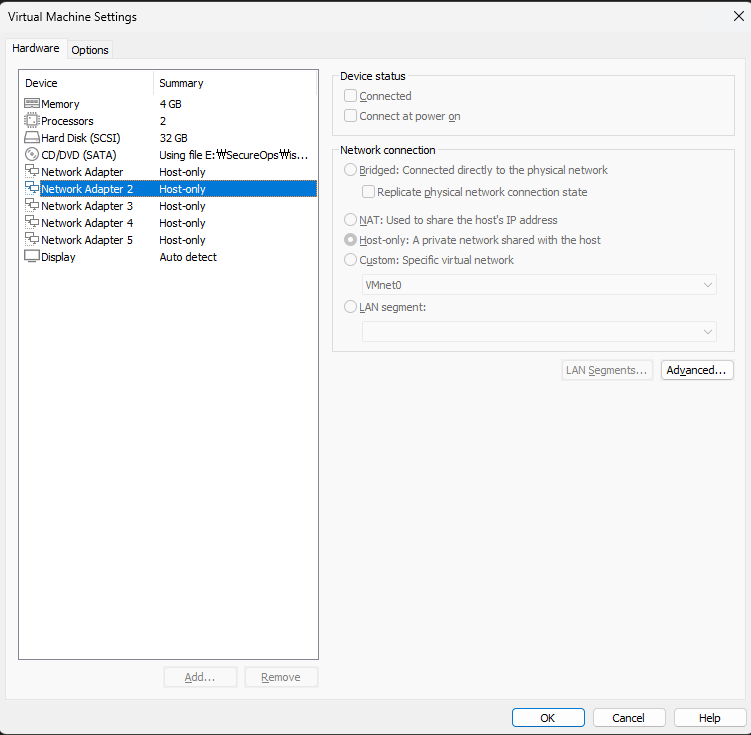 Virtual Machine Settings
Hardware Options
Device Summary
Memory 4 GB
Processors 2
Hard Disk (SCSI) 32 GB
CD/DVD (SATA) Using file E:₩SecureOps₩is...
Network Adapter Host-only
Network Adapter 2 Host-only
Network Adapter 3 Host-only
Network Adapter 4 Host-only
Network Adapter 5 Host-only
Display Auto detect
Add... Remove
Device status
Connected
Connect at power on
Network connection
Bridged: Connected directly to the physical network
Replicate physical network connection state
NAT: Used to share the host's IP address
Host-only: A private network shared with the host
Custom: Specific virtual network
VMnet0
LAN segment:
LAN Segments... Advanced...
OK Cancel Help